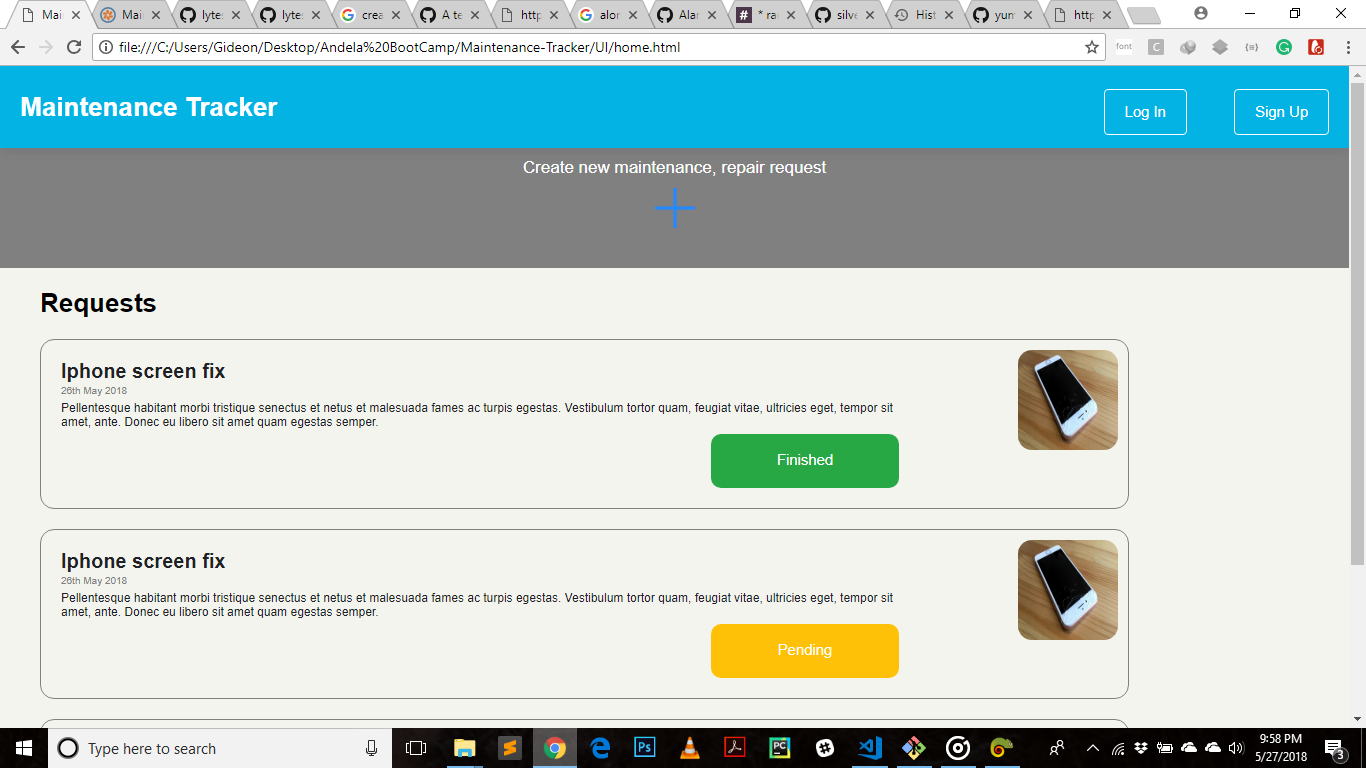 Mai
Mai
lytes
lytes
crea
A te
http
alor
Alar
* ra
silve
Hist
yum
http
file:///C:/Users/Gideon/Desktop/Andela%20BootCamp/Maintenance-Tracker/UI/home.html
font
Maintenance Tracker
Log In
Sign Up
Create new maintenance, repair request
Requests
Iphone screen fix
26th May 2018
Pellentesque habitant morbi tristique senectus et netus et malesuada fames ac turpis egestas. Vestibulum tortor quam, feugiat vitae, ultricies eget, tempor sit
amet, ante. Donec eu libero sit amet quam egestas semper.
Finished
Iphone screen fix
26th May 2018
Pellentesque habitant morbi tristique senectus et netus et malesuada fames ac turpis egestas. Vestibulum tortor quam, feugiat vitae, ultricies eget, tempor sit
amet, ante. Donec eu libero sit amet quam egestas semper.
Pending
Type here to search
9:58 PM
5/27/2018
3